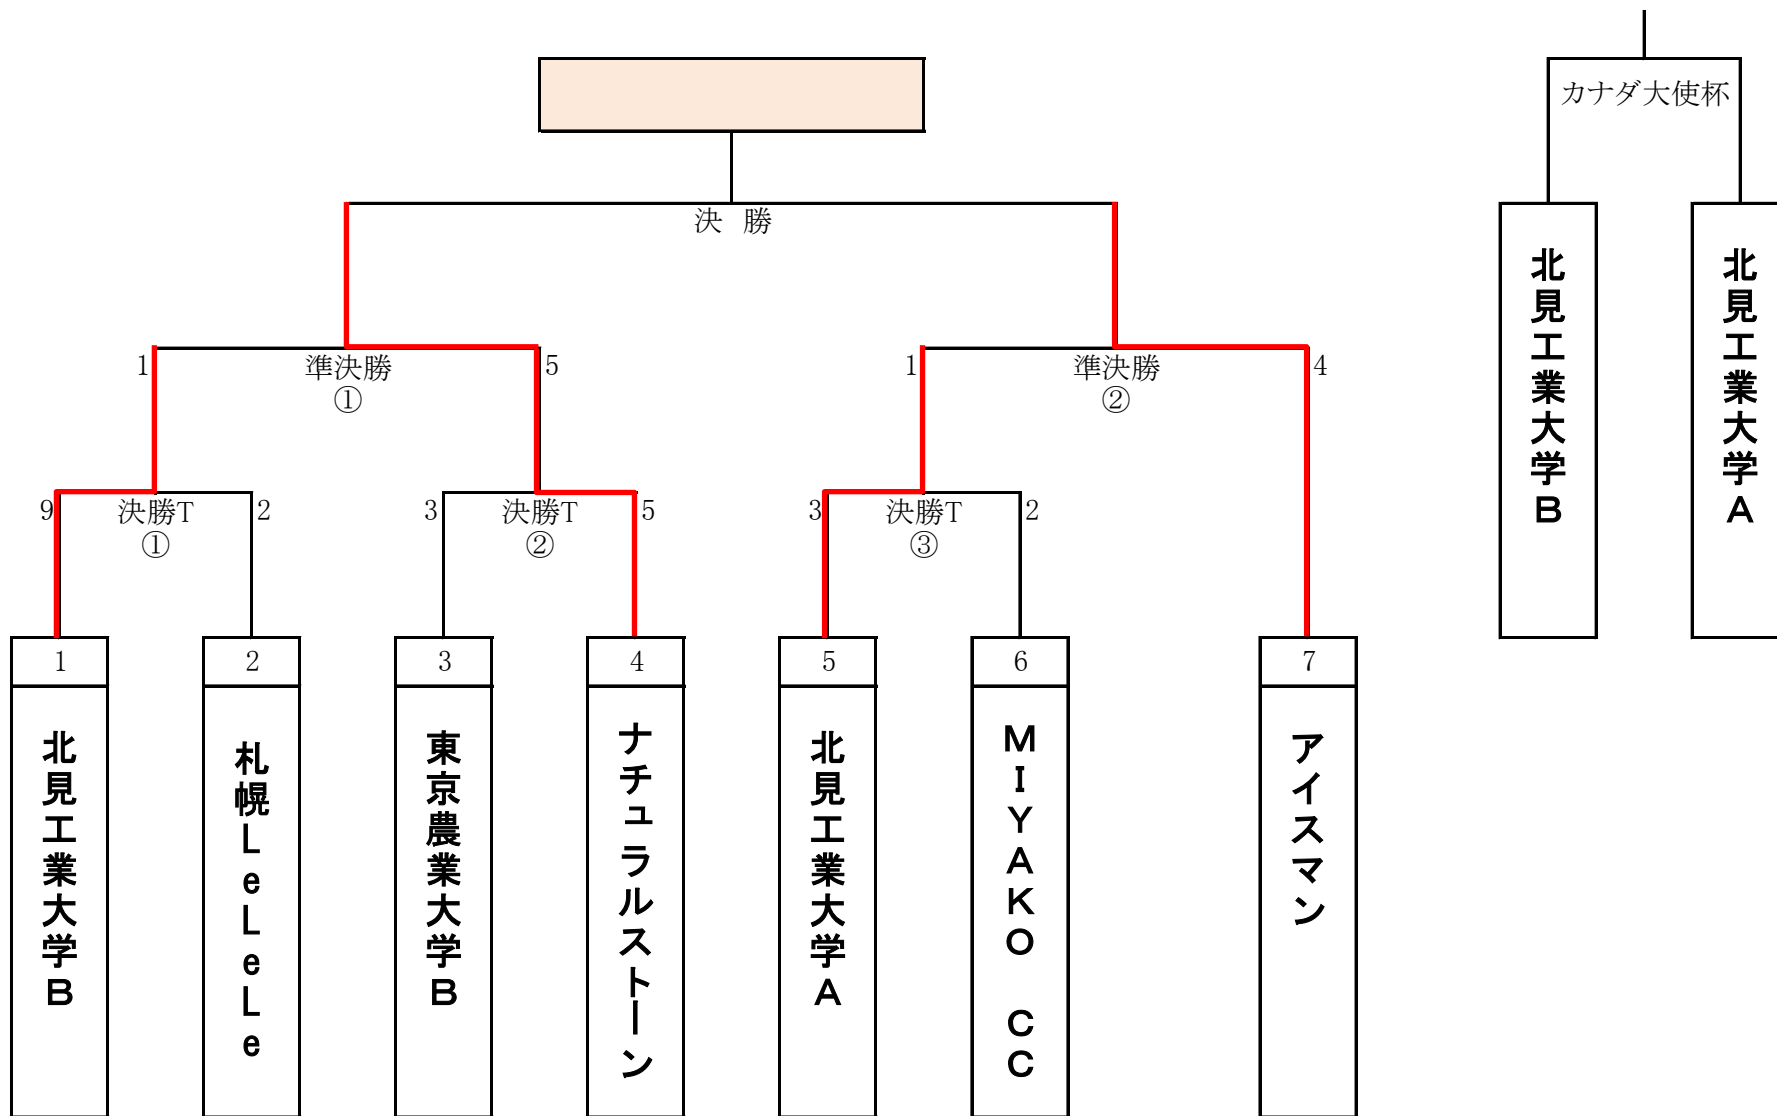 カナダ大使杯
北見工業大学B
北見工業大学A
決 勝
1 準決勝 5
①
1 準決勝 4
②
9 決勝T 2
①
3 決勝T 5
②
3 決勝T 2
③
1
北見工業大学B
2
札幌LeLeLe
3
東京農業大学B
4
ナチュラルストーン
5
北見工業大学A
6
MIYAKO CC
7
アイスマン